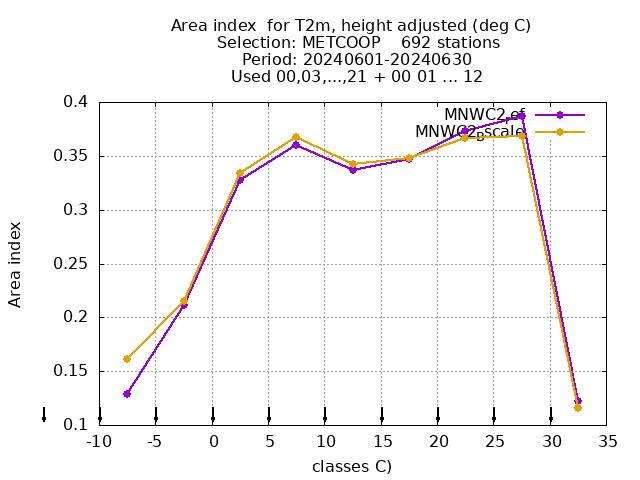 Area index  for T2m, height adjusted (deg C)
Selection: METCOOP    692 stations
Period: 20240601-20240630
Used 00,03,...,21 + 00 01 ... 12
0.4
0.35
0.3
0.25
0.2
0.15
0.1
Area index
MNWC2ref
MNWC2pscale
-10 -5 0 5 10 15 20 25 30 35
classes C)